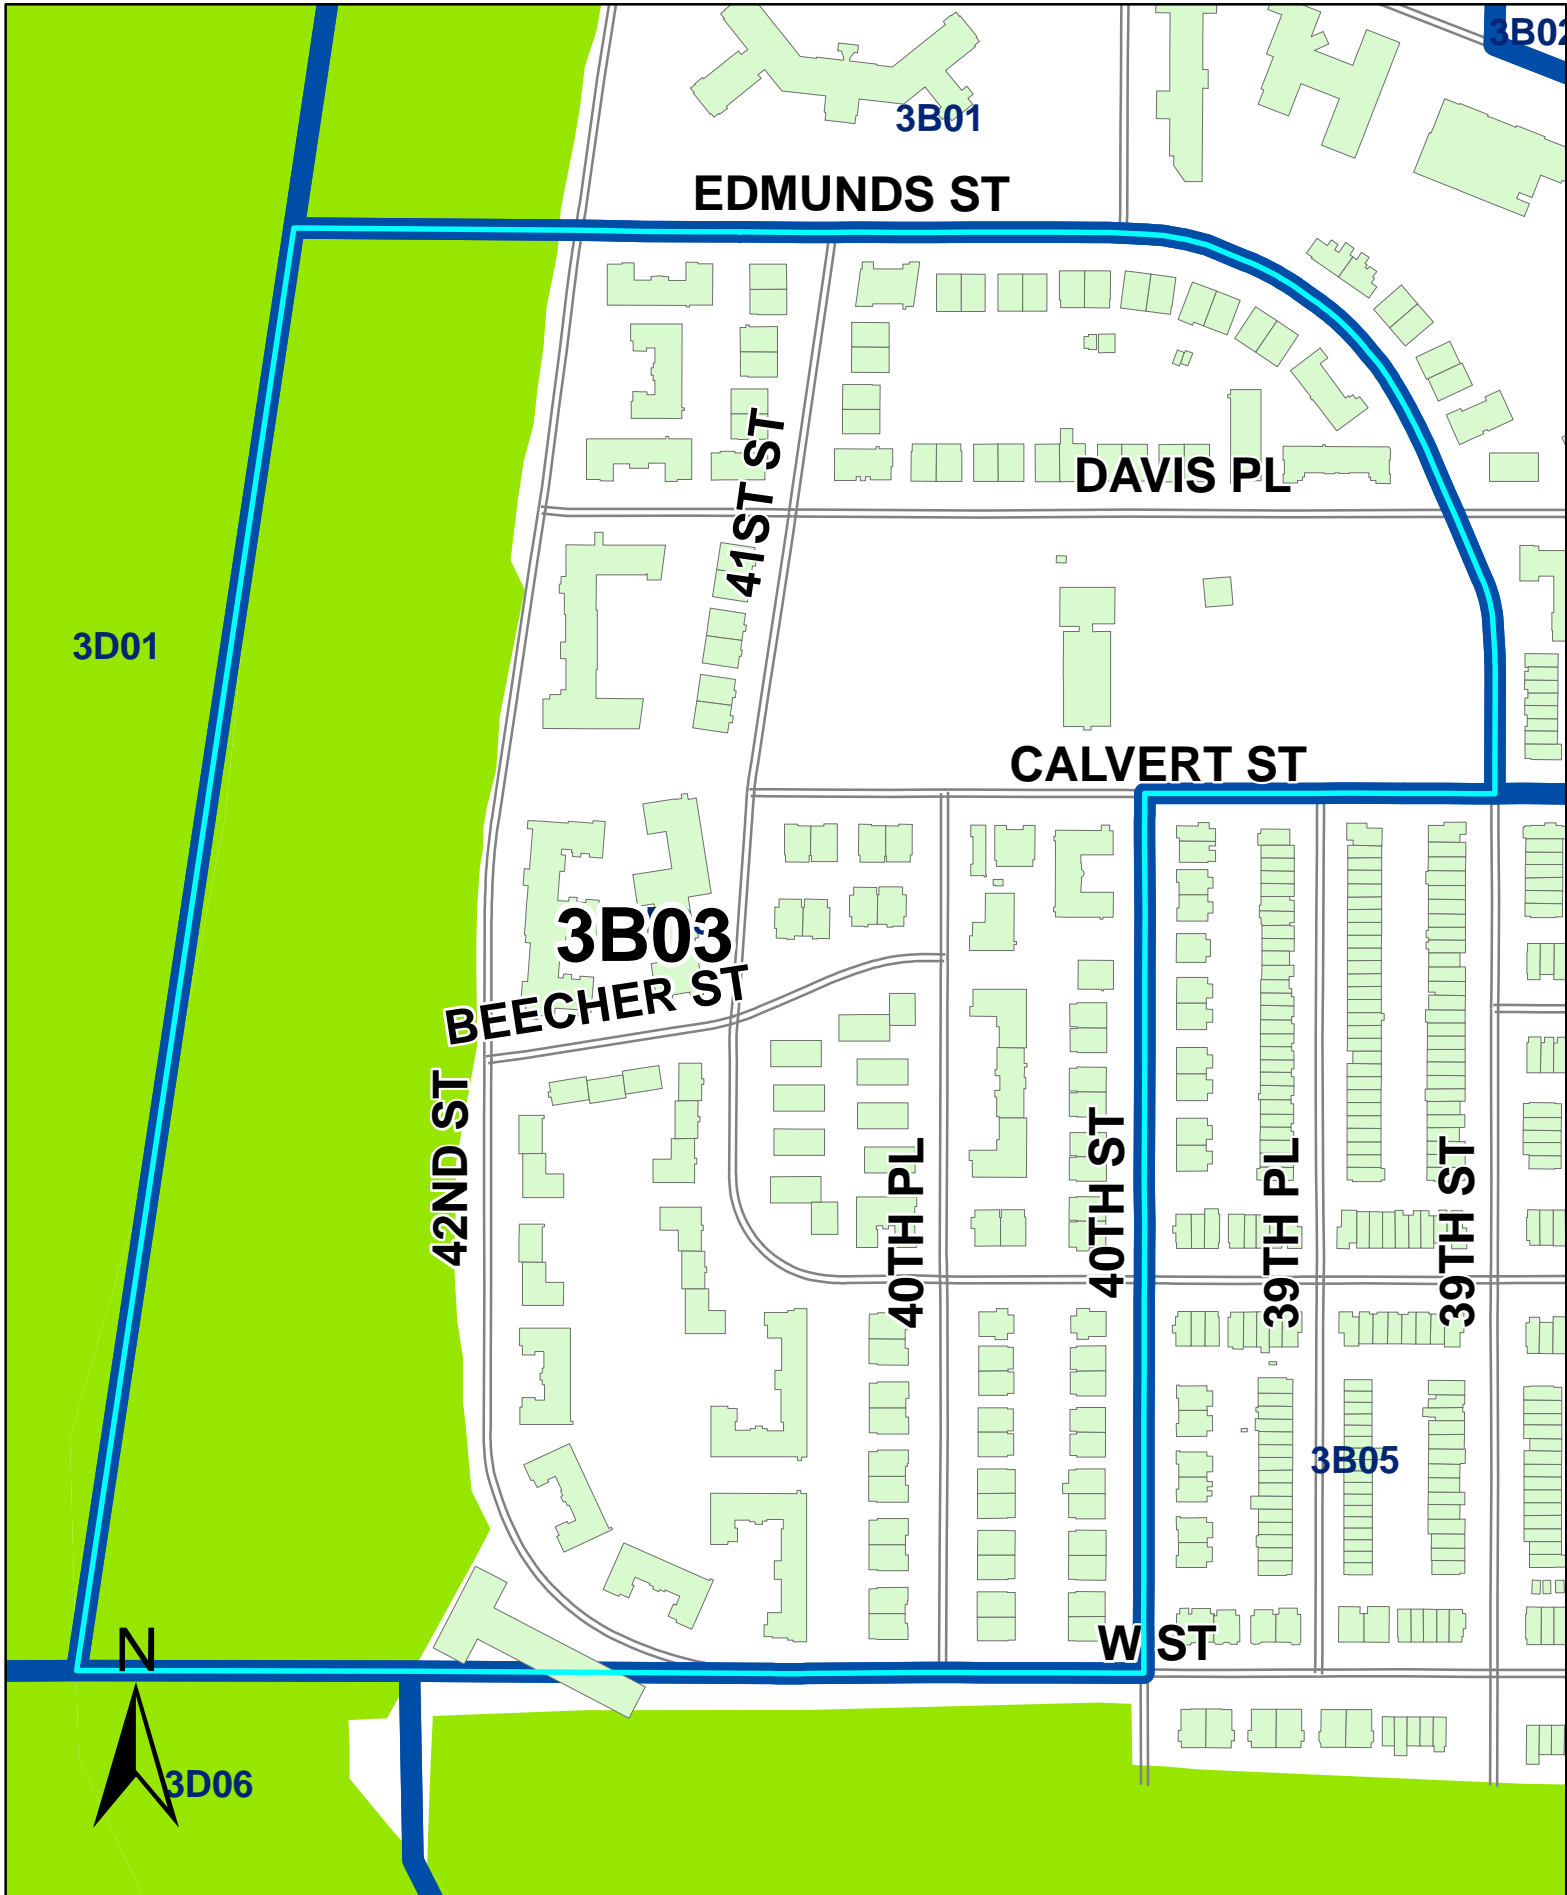 3B02
3B01
EDMUNDS ST
41ST ST
DAVIS PL
3D01
CALVERT ST
3B03
BEECHER ST
42ND ST
40TH PL
40TH ST
39TH PL
39TH ST
3B05
W ST
N
3D06